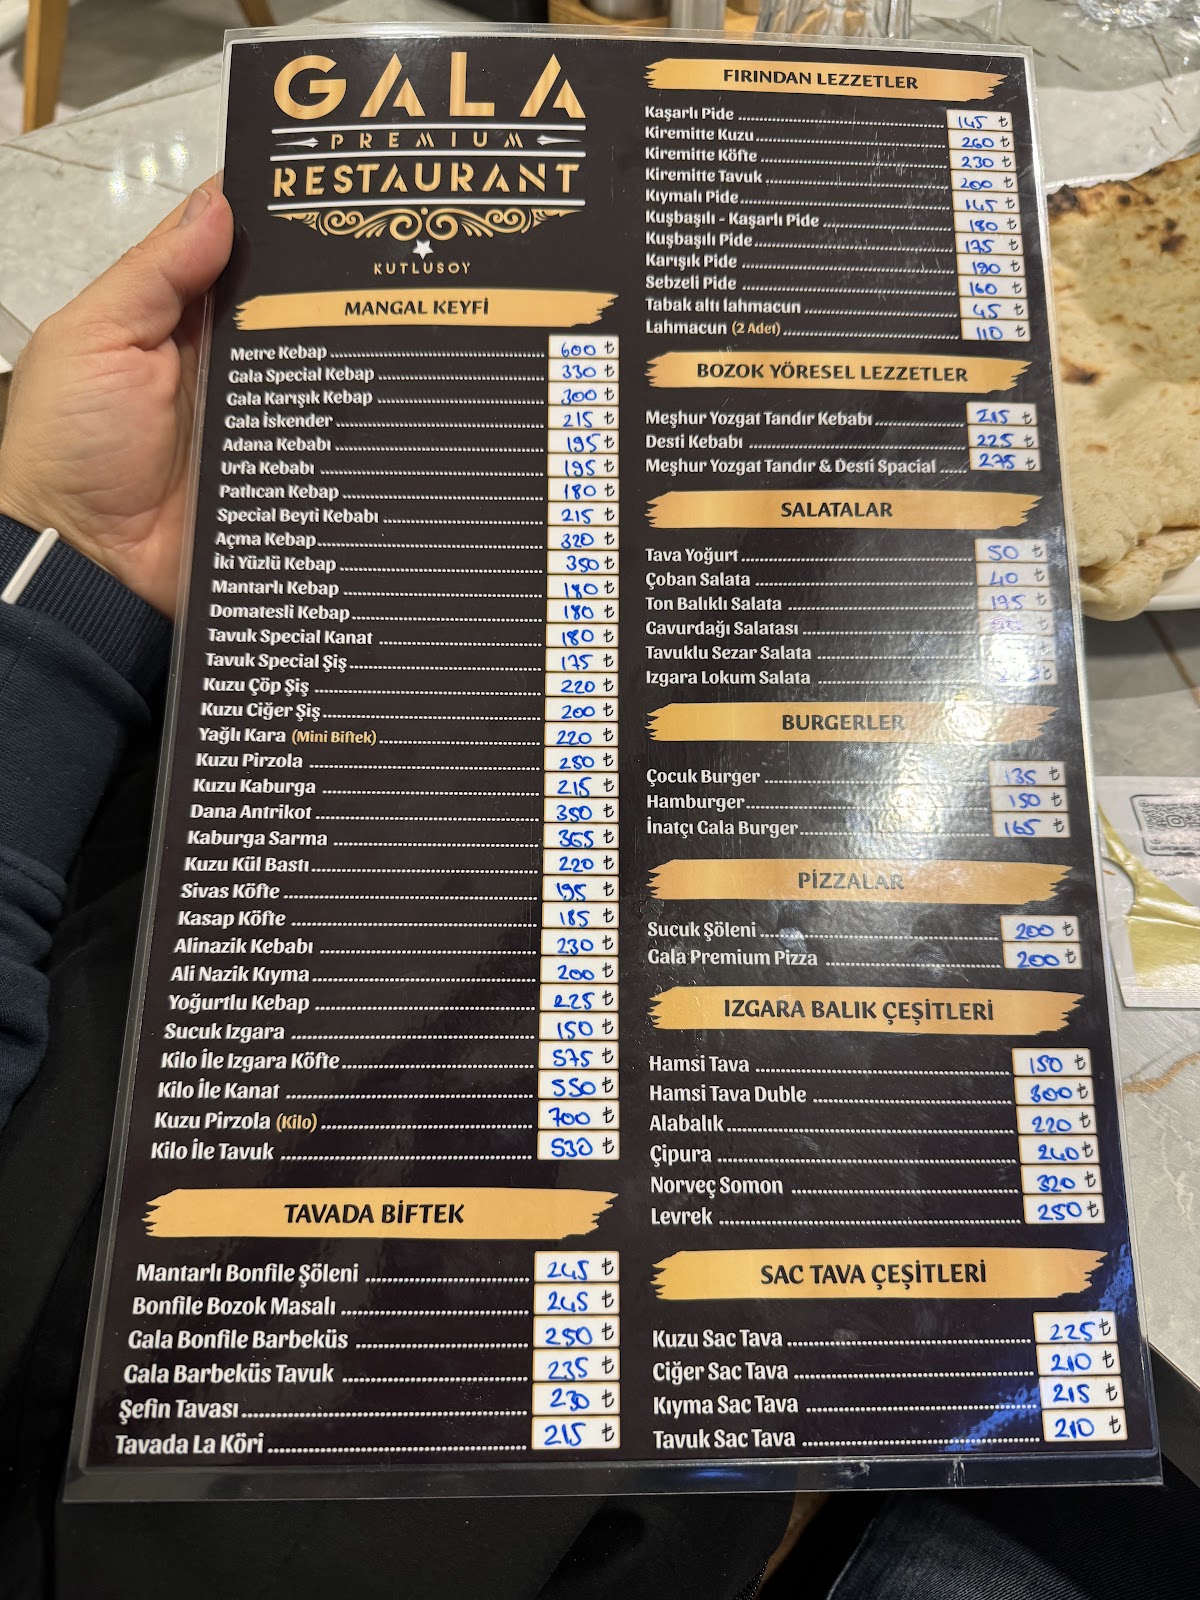 GALA
PREMIUM
RESTAURANT
KUTLUSOY
MANGAL KEYFİ
Metre Kebap 600 ₺
Gala Special Kebap 330 ₺
Gala Karışık Kebap 300 ₺
Gala İskender 215 ₺
Adana Kebabı 195 ₺
Urfa Kebabı 195 ₺
Patlıcan Kebap 180 ₺
Special Beyti Kebabı 215 ₺
Açma Kebap 320 ₺
İki Yüzlü Kebap 350 ₺
Mantarlı Kebap 180 ₺
Domatesli Kebap 180 ₺
Tavuk Special Kanat 180 ₺
Tavuk Special Şiş 175 ₺
Kuzu Çöp Şiş 220 ₺
Kuzu Ciğer Şiş 200 ₺
Yağlı Kara (Mini Biftek) 220 ₺
Kuzu Pirzola 280 ₺
Kuzu Kaburga 215 ₺
Dana Antrikot 350 ₺
Kaburga Sarma 365 ₺
Kuzu Kül Bastı 220 ₺
Sivas Köfte 195 ₺
Kasap Köfte 185 ₺
Alinazik Kebabı 230 ₺
Ali Nazik Kıyma 200 ₺
Yoğurtlu Kebap 225 ₺
Sucuk Izgara 150 ₺
Kilo İle Izgara Köfte 575 ₺
Kilo İle Kanat 550 ₺
Kuzu Pirzola (Kilo) 700 ₺
Kilo İle Tavuk 530 ₺
TAVADA BİFTEK
Mantarlı Bonfile Şöleni 245 ₺
Bonfile Bozok Masalı 245 ₺
Gala Bonfile Barbeküs 250 ₺
Gala Barbeküs Tavuk 235 ₺
Şefin Tavası 230 ₺
Tavada La Köri 215 ₺
FIRINDAN LEZZETLER
Kaşarlı Pide 145 ₺
Kiremitte Kuzu 260 ₺
Kiremitte Köfte 230 ₺
Kiremitte Tavuk 200 ₺
Kıymalı Pide 145 ₺
Kuşbaşılı - Kaşarlı Pide 180 ₺
Kuşbaşılı Pide 175 ₺
Karışık Pide 190 ₺
Sebzeli Pide 160 ₺
Tabak altı lahmacun 45 ₺
Lahmacun (2 Adet) 110 ₺
BOZOK YÖRESEL LEZZETLER
Meşhur Yozgat Tandır Kebabı 215 ₺
Desti Kebabı 225 ₺
Meşhur Yozgat Tandır & Desti Spacial 275 ₺
SALATALAR
Tava Yoğurt 50 ₺
Çoban Salata 40 ₺
Ton Balıklı Salata 195 ₺
Gavurdağı Salatası ₺
Tavuklu Sezar Salata
Izgara Lokum Salata ₺
BURGERLER
Çocuk Burger 135 ₺
Hamburger 150 ₺
İnatçı Gala Burger 165 ₺
PİZZALAR
Sucuk Şöleni 200 ₺
Gala Premium Pizza 200 ₺
IZGARA BALIK ÇEŞİTLERİ
Hamsi Tava 150 ₺
Hamsi Tava Duble 300 ₺
Alabalık 220 ₺
Çipura 240 ₺
Norveç Somon 320 ₺
Levrek 250 ₺
SAC TAVA ÇEŞİTLERİ
Kuzu Sac Tava 225 ₺
Ciğer Sac Tava 210 ₺
Kıyma Sac Tava 215 ₺
Tavuk Sac Tava 210 ₺